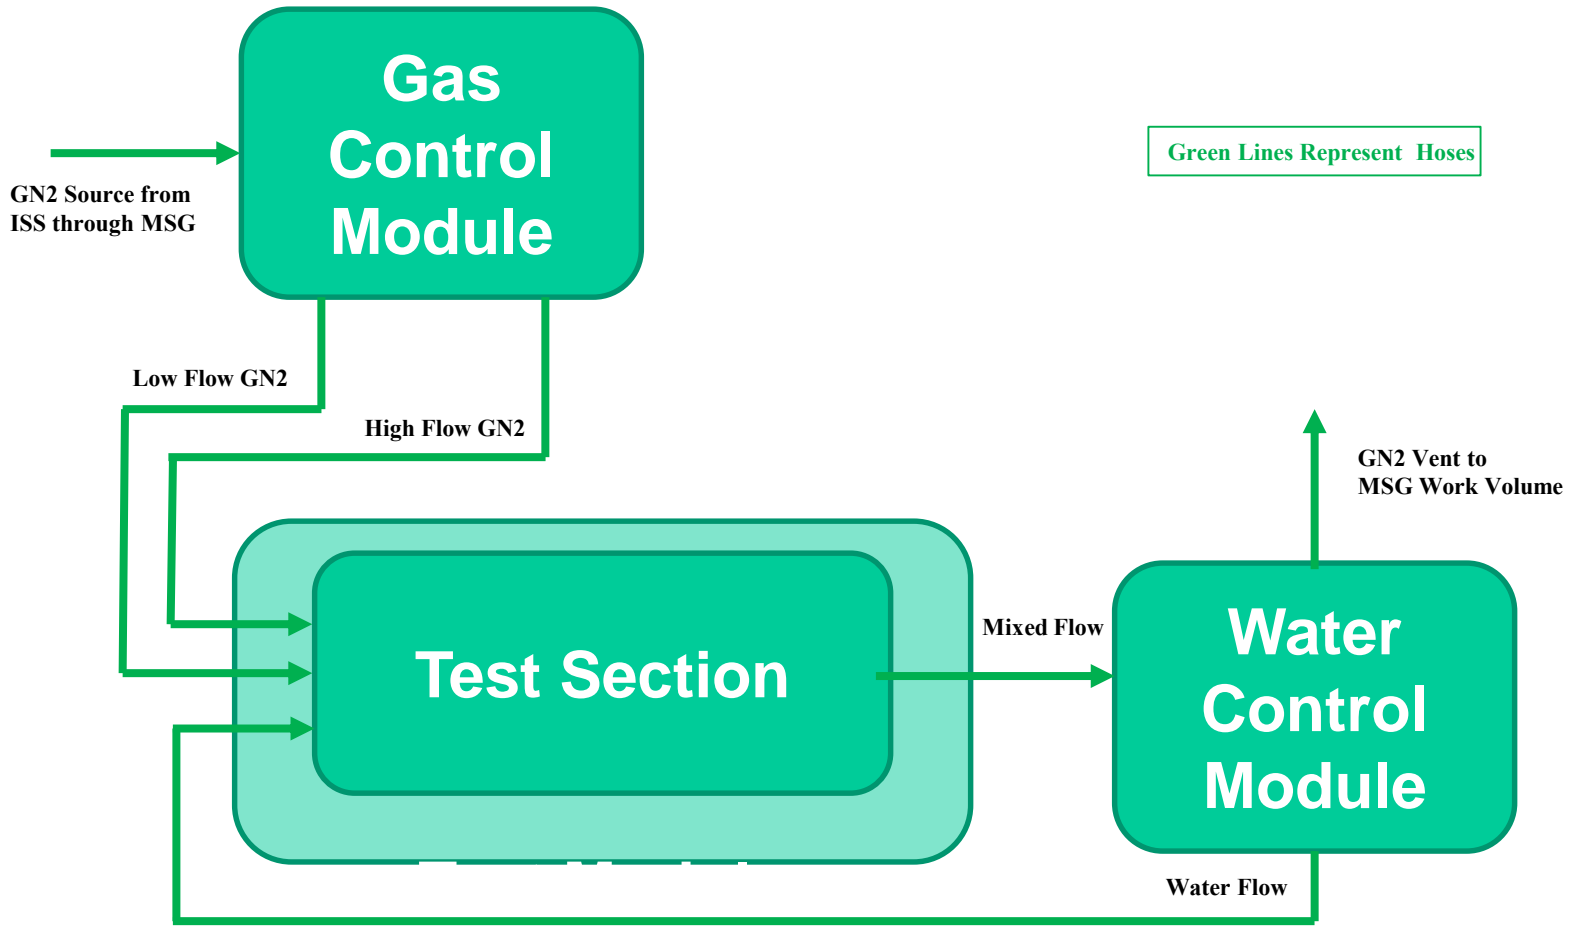 Gas
Control
Module
Green Lines Represent Hoses
GN2 Source from
ISS through MSG
Low Flow GN2
High Flow GN2
GN2 Vent to
MSG Work Volume
Mixed Flow
Test Section
Water
Control
Module
Water Flow